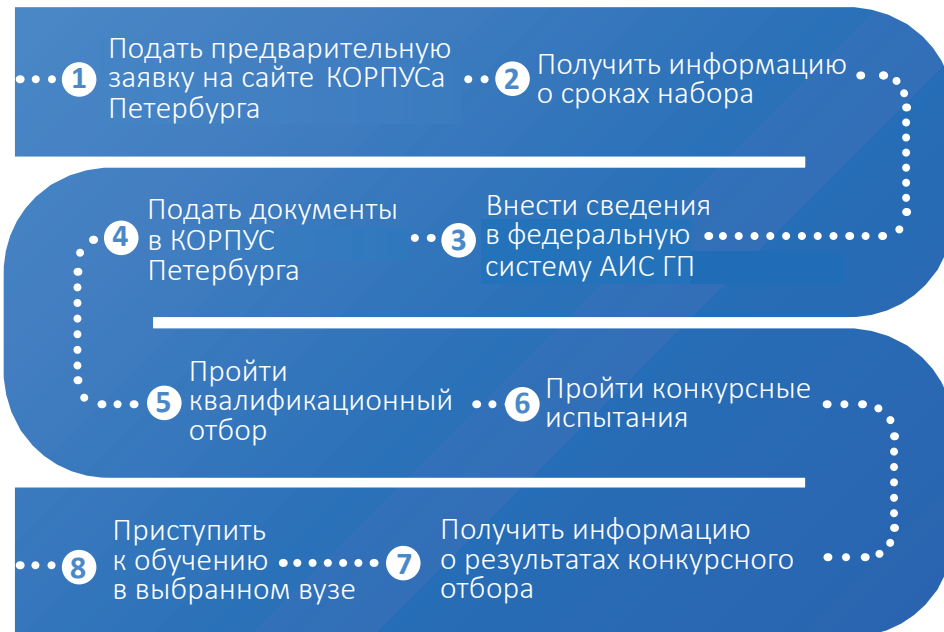 1
Подать предварительную
заявку на сайте КОРПУСа
Петербурга
2
Получить информацию
о сроках набора
3
Внести сведения
в федеральную
систему АИС ГП
4
Подать документы
в КОРПУС
Петербурга
5
Пройти
квалификационный
отбор
6
Пройти конкурсные
испытания
7
Получить информацию
о результатах конкурсного
отбора
8
Приступить
к обучению
в выбранном вузе